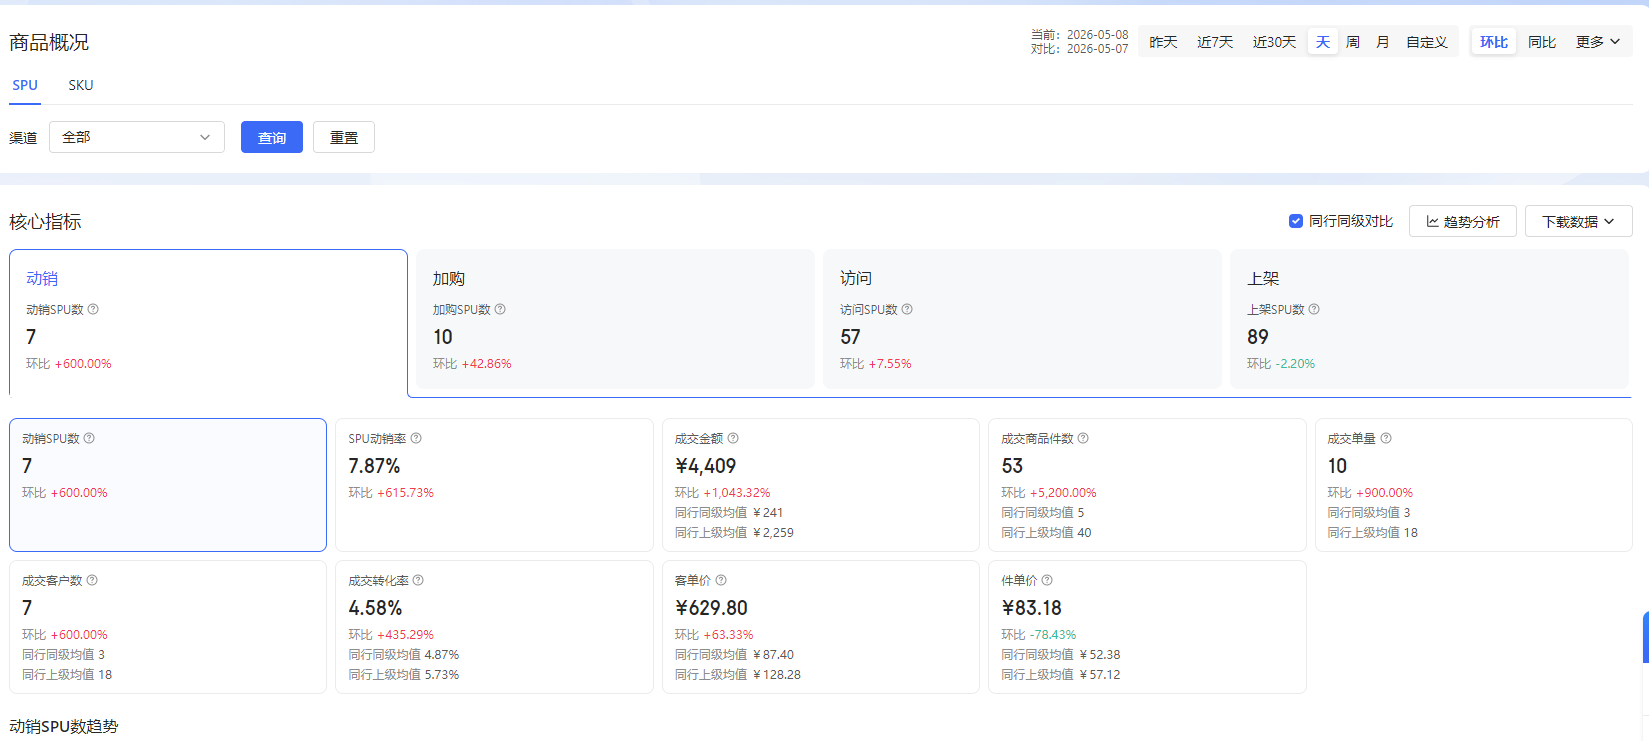 商品概况
当前: 2026-05-08
对比: 2026-05-07
昨天 近7天 近30天 天 周 月 自定义 环比 同比 更多
SPU SKU
渠道 全部 查询 重置
核心指标
同行同级对比 趋势分析 下载数据
动销
动销SPU数
7
环比 +600.00%
加购
加购SPU数
10
环比 +42.86%
访问
访问SPU数
57
环比 +7.55%
上架
上架SPU数
89
环比 -2.20%
动销SPU数
7
环比 +600.00%
SPU动销率
7.87%
环比 +615.73%
成交金额
¥4,409
环比 +1,043.32%
同行同级均值 ¥241
同行上级均值 ¥2,259
成交商品件数
53
环比 +5,200.00%
同行同级均值 5
同行上级均值 40
成交单量
10
环比 +900.00%
同行同级均值 3
同行上级均值 18
成交客户数
7
环比 +600.00%
同行同级均值 3
同行上级均值 18
成交转化率
4.58%
环比 +435.29%
同行同级均值 4.87%
同行上级均值 5.73%
客单价
¥629.80
环比 +63.33%
同行同级均值 ¥87.40
同行上级均值 ¥128.28
件单价
¥83.18
环比 -78.43%
同行同级均值 ¥52.38
同行上级均值 ¥57.12
动销SPU数趋势